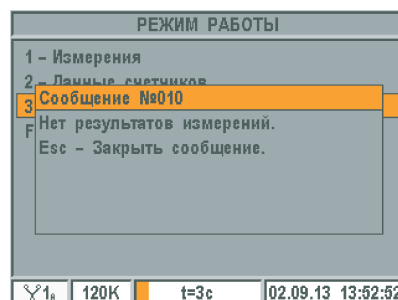 РЕЖИМ РАБОТЫ
1 – Измерения
2 – Данные счетчиков
3
Сообщение №010
F
Нет результатов измерений.
Esc – Закрыть сообщение.
120K t=3c 02.09.13 13:52:52